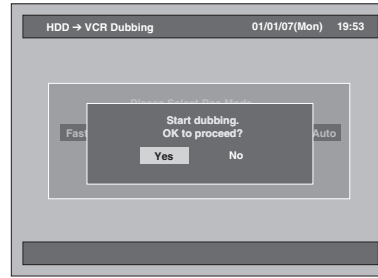 HDD → VCR Dubbing 01/01/07(Mon) 19:53
Please Select Rec Mode
Fast Auto
Start dubbing.
OK to proceed?
Yes No